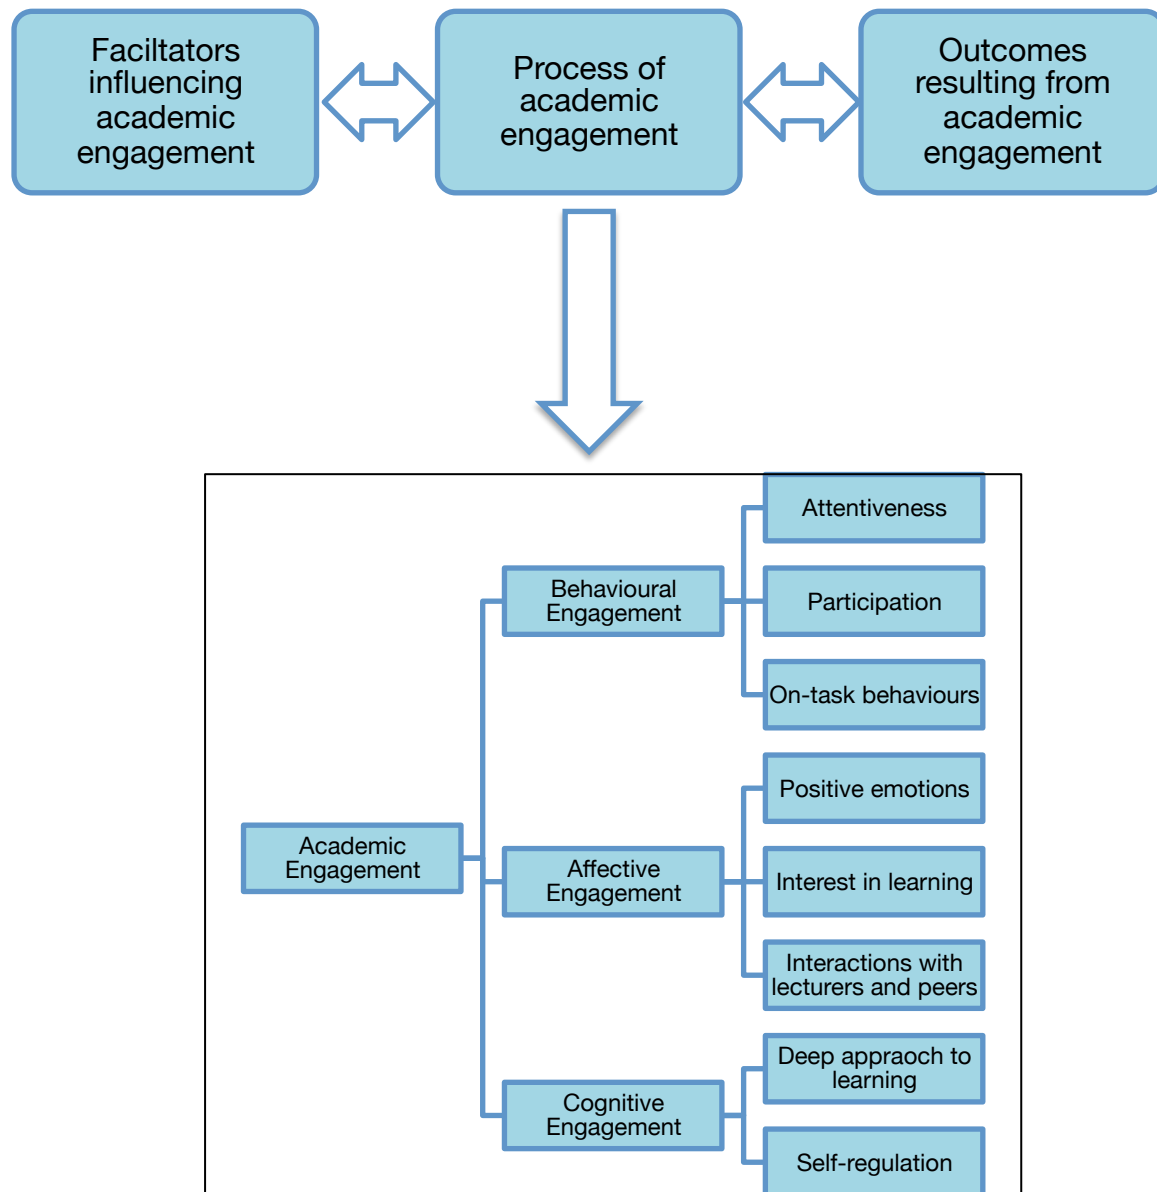 Faciltators
influencing
academic
engagement
Process of
academic
engagement
Outcomes
resulting from
academic
engagement
Attentiveness
Behavioural
Engagement
Participation
On-task behaviours
Positive emotions
Academic
Engagement
Affective
Engagement
Interest in learning
Interactions with
lecturers and peers
Deep appraoch to
learning
Cognitive
Engagement
Self-regulation